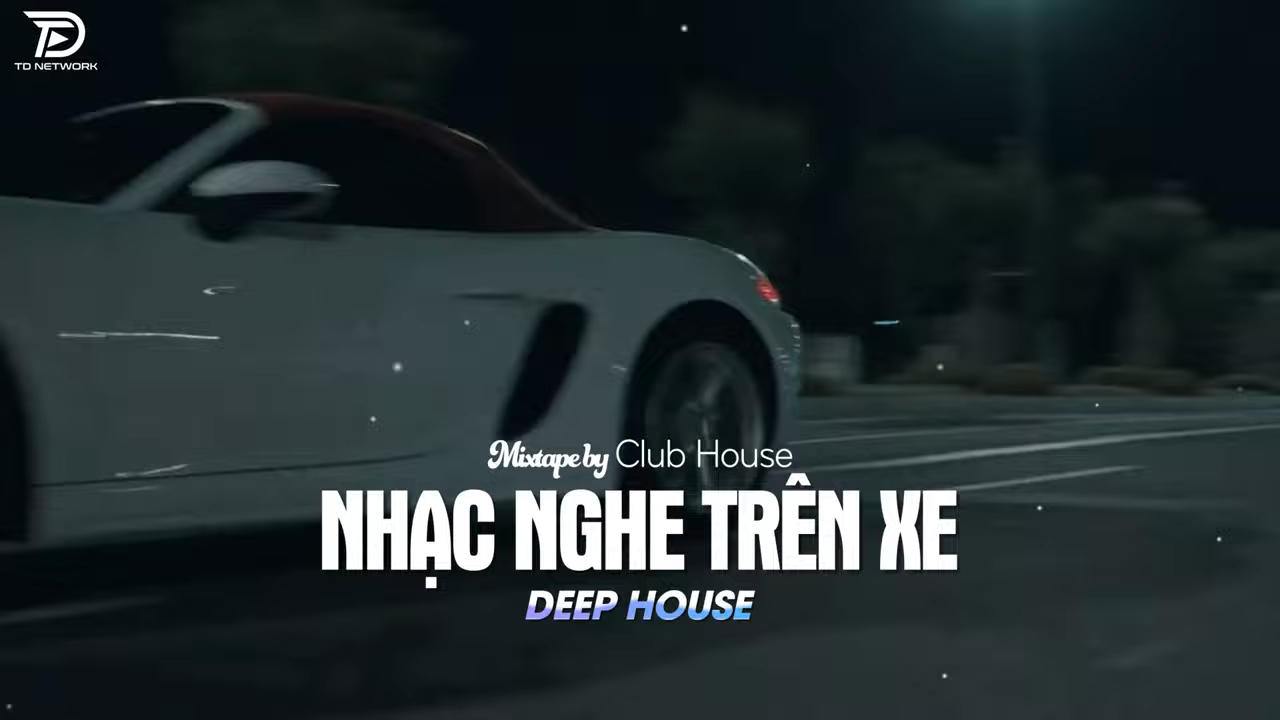 TD NETWORK
Mixtape by Club House
NHẠC NGHE TRÊN XE
DEEP HOUSE